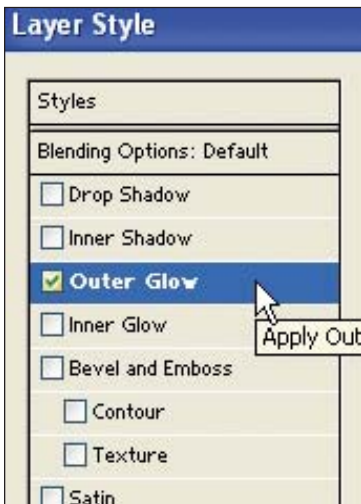 Layer Style
Styles
Blending Options: Default
Drop Shadow
Inner Shadow
Outer Glow
Inner Glow
Apply Out
Bevel and Emboss
Contour
Texture
Satin